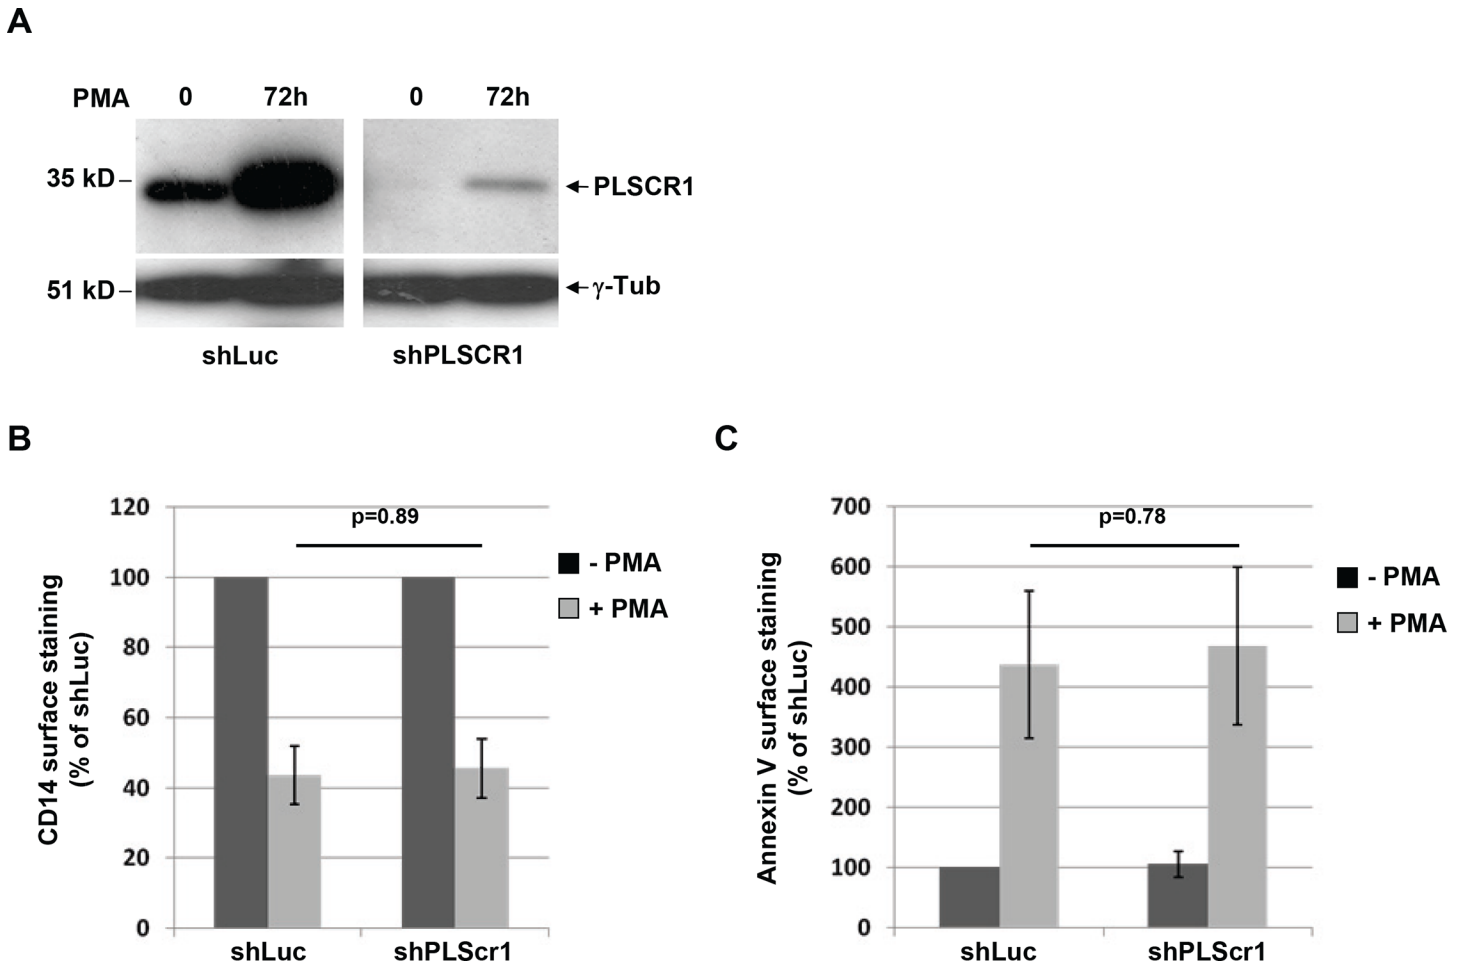 A
PMA 0 72h 0 72h
35 kD
PLSCR1
51 kD
γ-Tub
shLuc shPLSCR1
B
CD14 surface staining
(% of shLuc)
120
100
80
60
40
20
0
p=0.89
- PMA
+ PMA
shLuc shPLScr1
C
Annexin V surface staining
(% of shLuc)
700
600
500
400
300
200
100
0
p=0.78
- PMA
+ PMA
shLuc shPLScr1